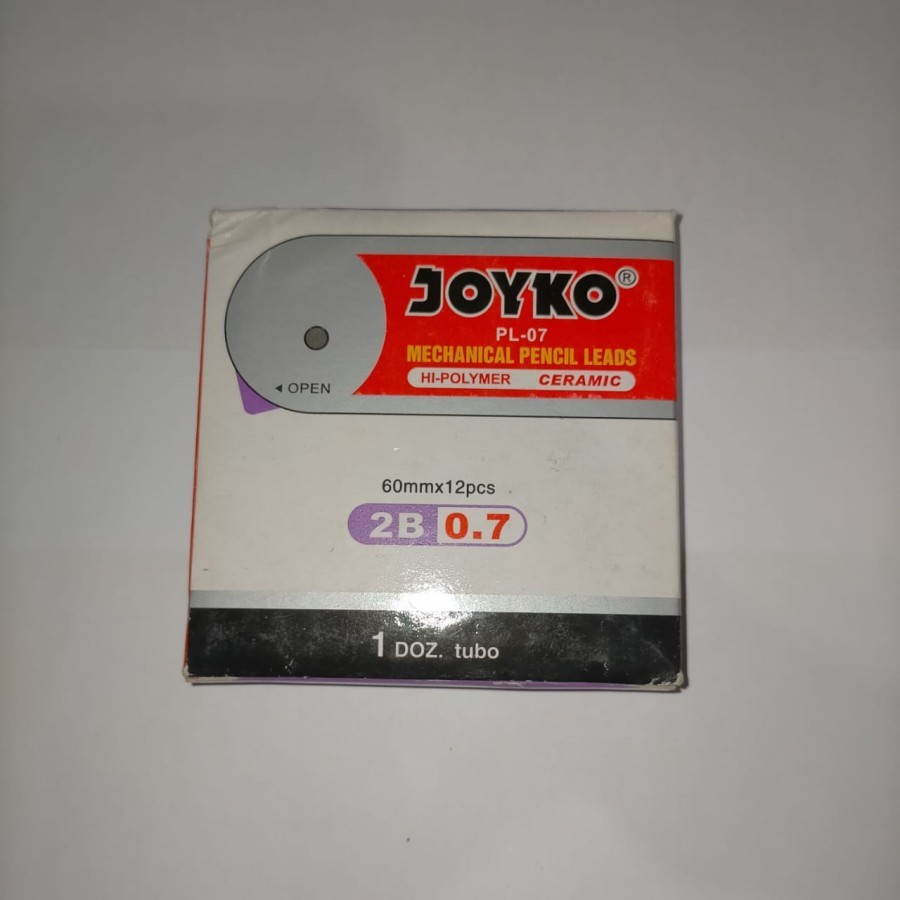 JOYKO®
PL-07
MECHANICAL PENCIL LEADS
HI-POLYMER CERAMIC
◄ OPEN
60mmx12pcs
2B 0.7
1 DOZ. tubo